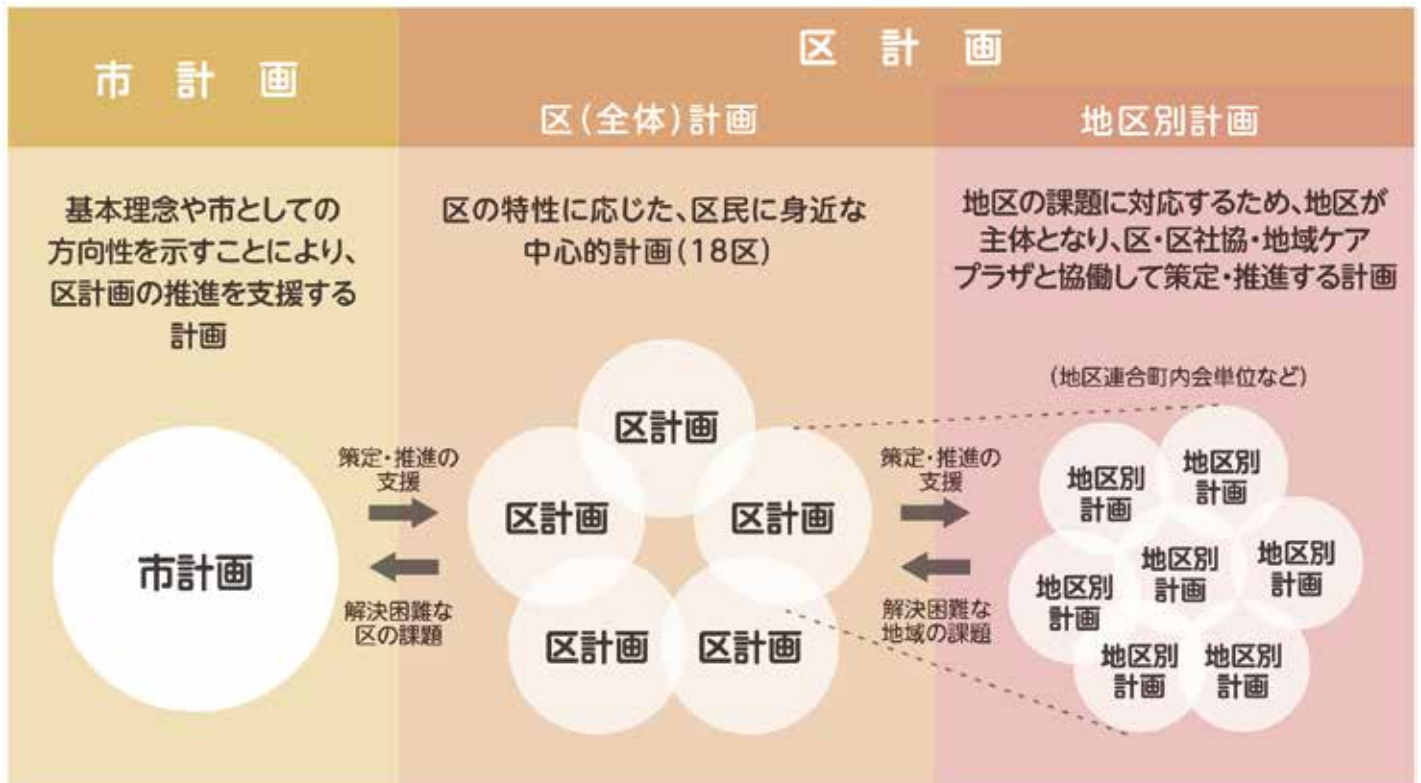 市 計 画
区 計 画
区(全体)計画
地区別計画
基本理念や市としての
方向性を示すことにより、
区計画の推進を支援する
計画
区の特性に応じた、区民に身近な
中心的計画(18区)
地区の課題に対応するため、地区が
主体となり、区・区社協・地域ケア
プラザと協働して策定・推進する計画
(地区連合町内会単位など)
市計画
策定・推進の
支援
解決困難な
区の課題
区計画
区計画
区計画
区計画
区計画
策定・推進の
支援
解決困難な
地域の課題
地区別
計画
地区別
計画
地区別
計画
地区別
計画
地区別
計画
地区別
計画
地区別
計画